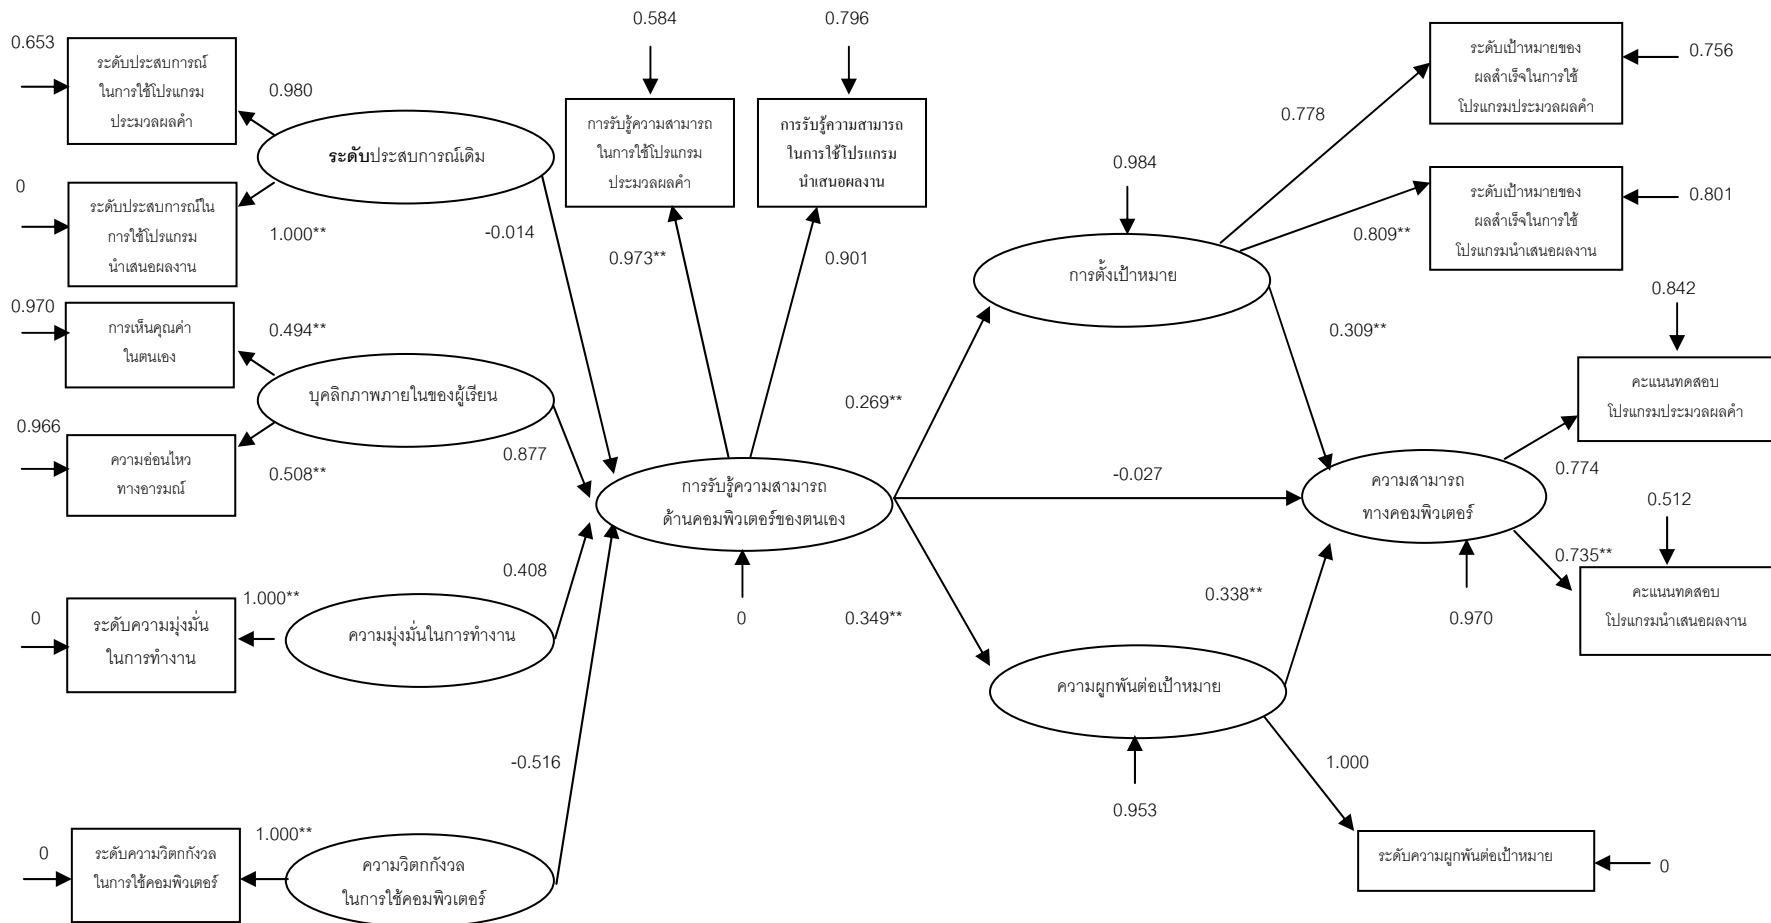 0.653
ระดับประสบการณ์
ในการใช้โปรแกรม
ประมวลผลคำ
0.980
ระดับประสบการณ์เดิม
0
ระดับประสบการณ์ใน
การใช้โปรแกรม
นำเสนอผลงาน
1.000**
-0.014
0.970
การเห็นคุณค่า
ในตนเอง
0.494**
บุคลิกภาพภายในของผู้เรียน
0.966
ความอ่อนไหว
ทางอารมณ์
0.508**
0.877
0
ระดับความมุ่งมั่น
ในการทำงาน
1.000**
ความมุ่งมั่นในการทำงาน
0.408
0
ระดับความวิตกกังวล
ในการใช้คอมพิวเตอร์
1.000**
ความวิตกกังวล
ในการใช้คอมพิวเตอร์
-0.516
0.584
การรับรู้ความสามารถ
ในการใช้โปรแกรม
ประมวลผลคำ
0.973**
0.796
การรับรู้ความสามารถ
ในการใช้โปรแกรม
นำเสนอผลงาน
0.901
การรับรู้ความสามารถ
ด้านคอมพิวเตอร์ของตนเอง
0
0.269**
-0.027
0.349**
0.984
การตั้งเป้าหมาย
0.778
ระดับเป้าหมายของ
ผลสำเร็จในการใช้
โปรแกรมประมวลผลคำ
0.756
0.809**
ระดับเป้าหมายของ
ผลสำเร็จในการใช้
โปรแกรมนำเสนอผลงาน
0.801
0.309**
0.842
คะแนนทดสอบ
โปรแกรมประมวลผลคำ
0.774
ความสามารถ
ทางคอมพิวเตอร์
0.512
0.735**
คะแนนทดสอบ
โปรแกรมนำเสนอผลงาน
0.970
0.338**
ความผูกพันต่อเป้าหมาย
0.953
1.000
ระดับความผูกพันต่อเป้าหมาย
0